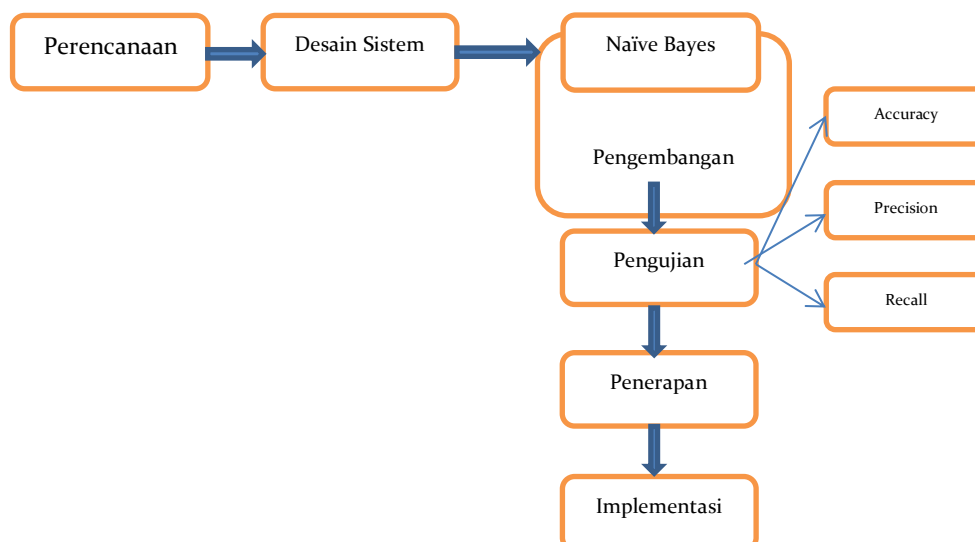 Perencanaan
Desain Sistem
Naïve Bayes
Pengembangan
Pengujian
Accuracy
Precision
Recall
Penerapan
Implementasi